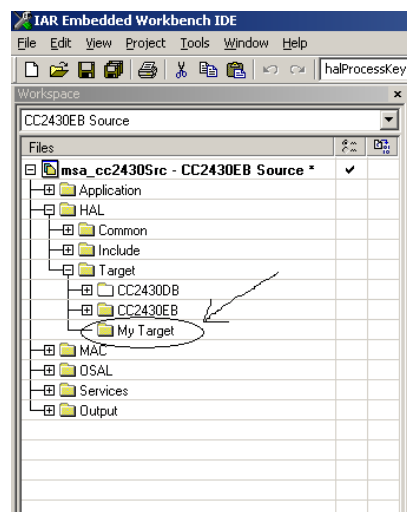 IAR Embedded Workbench IDE
File Edit View Project Tools Window Help
halProcessKey
Workspace
CC2430EB Source
Files
msa_cc2430Src - CC2430EB Source *
Application
HAL
Common
Include
Target
CC2430DB
CC2430EB
My Target
MAC
OSAL
Services
Output